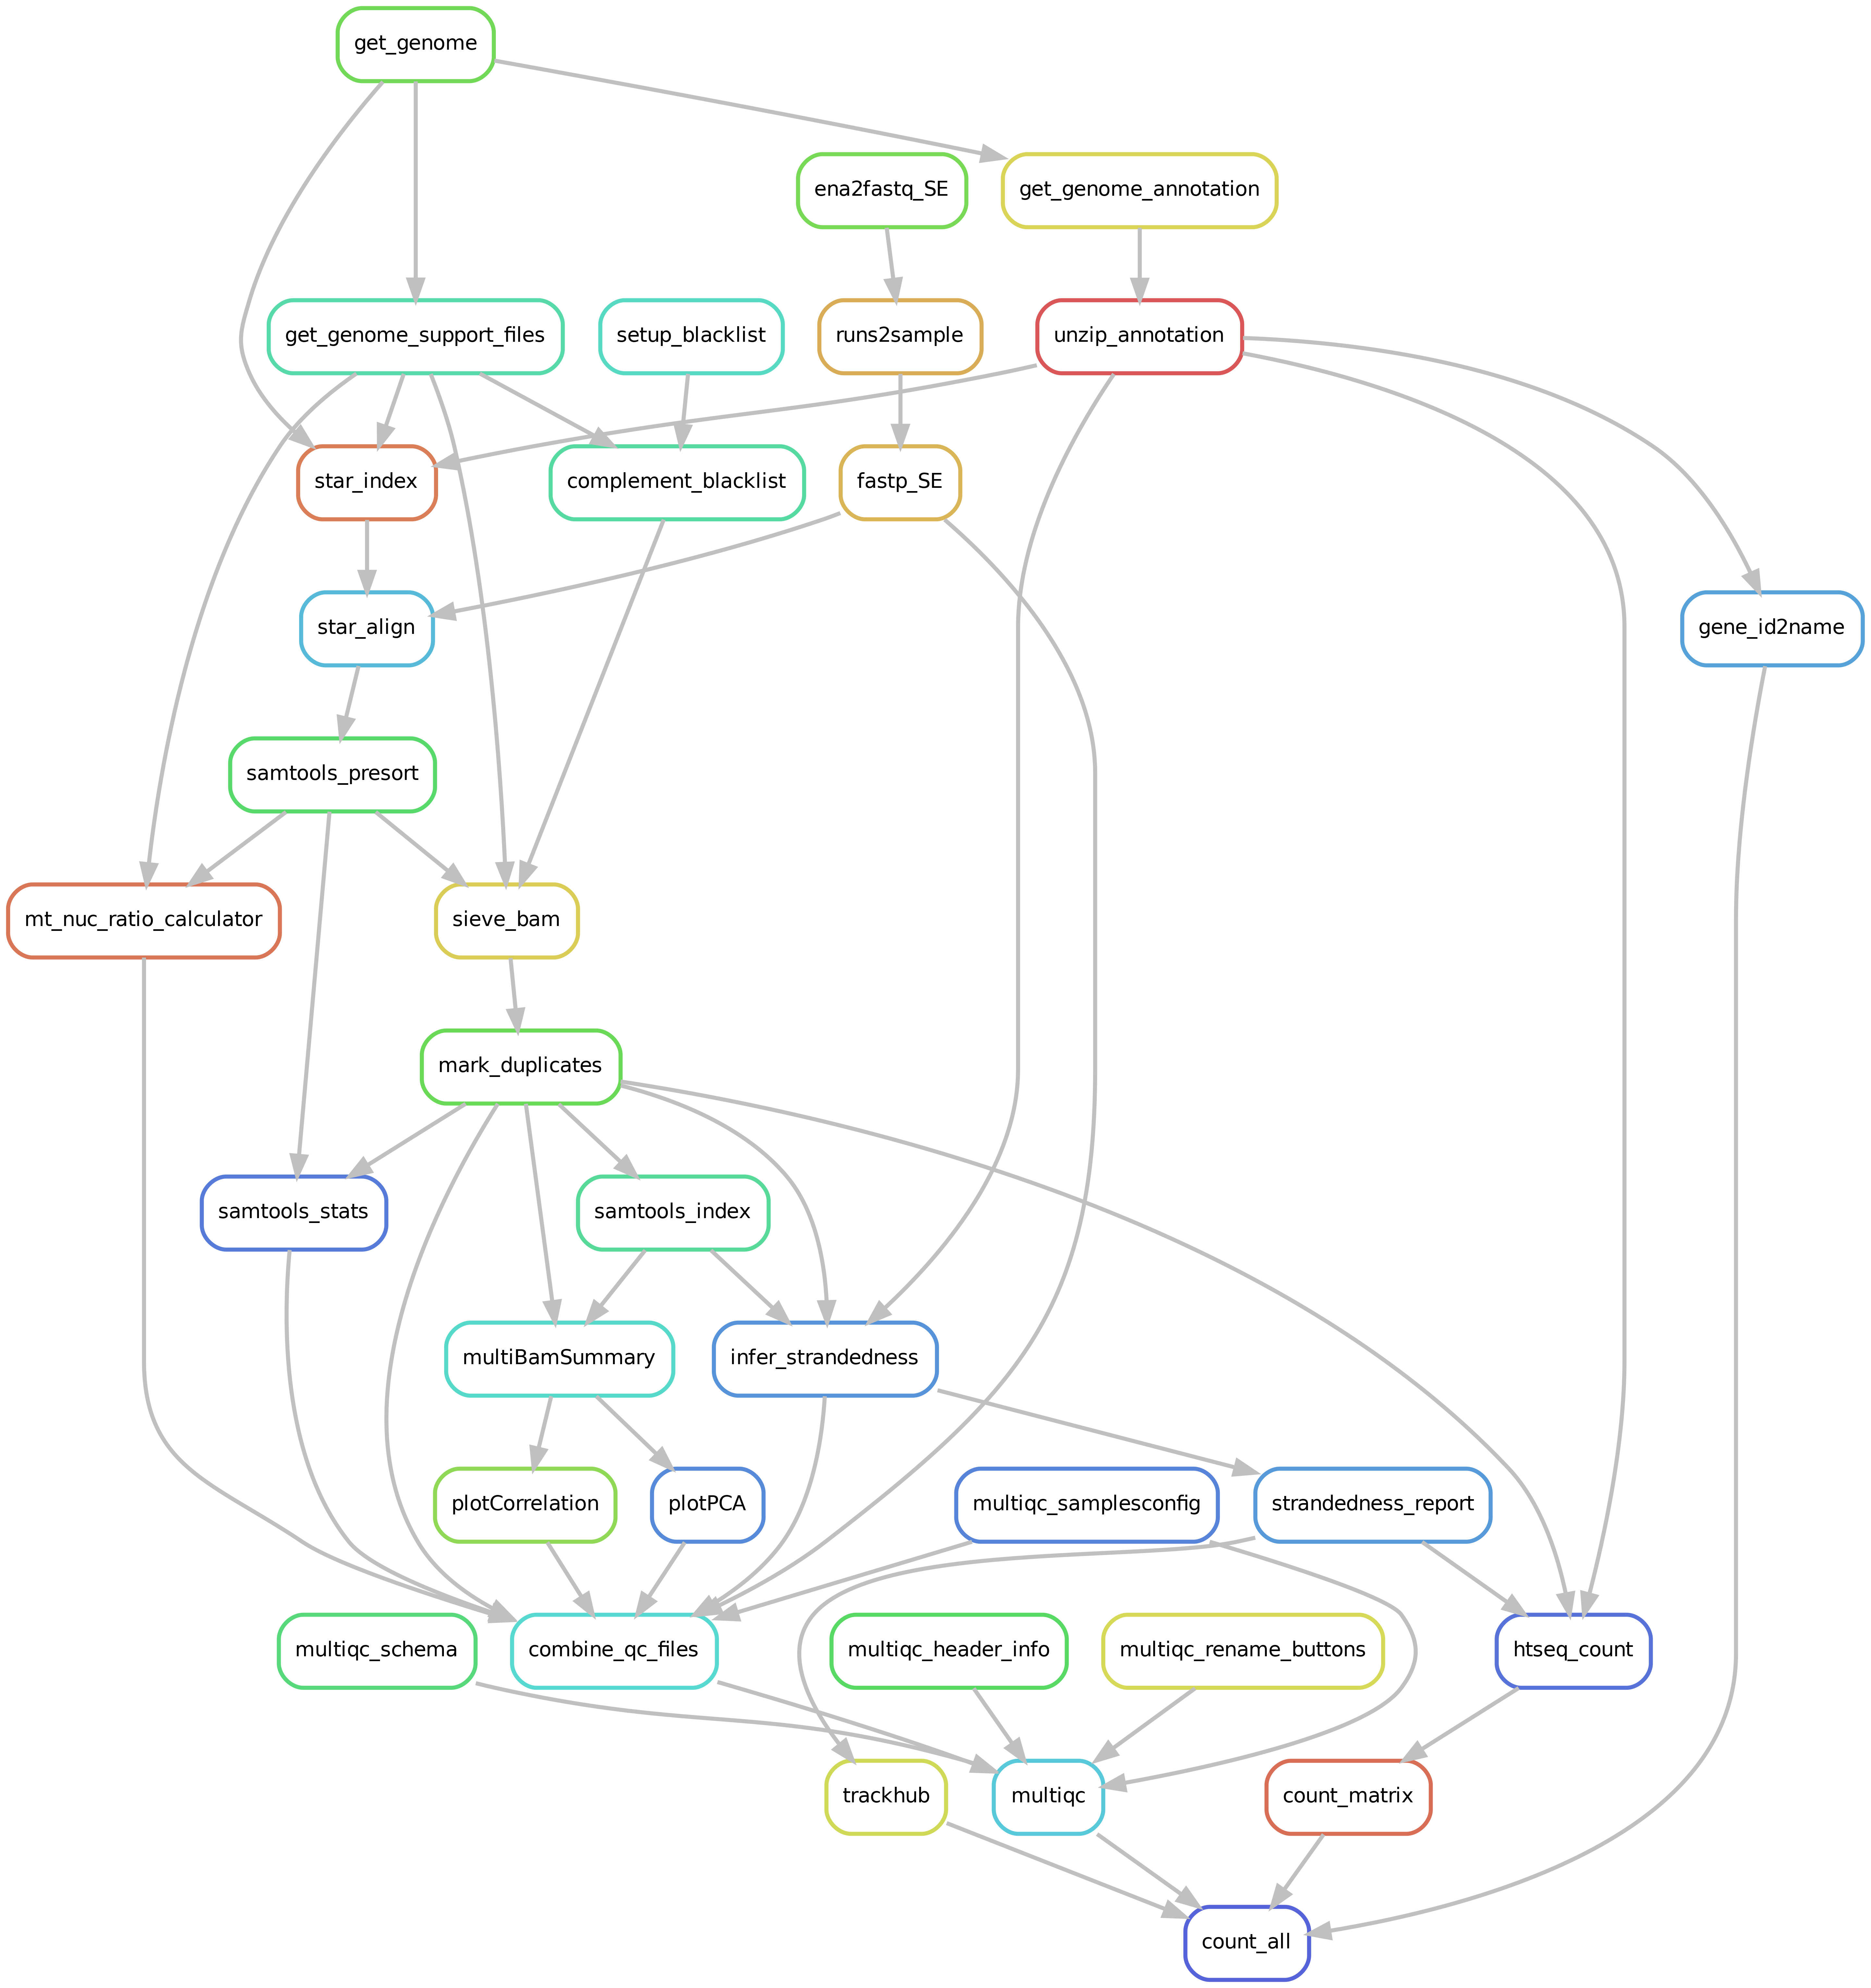 get_genome
ena2fastq_SE
get_genome_annotation
get_genome_support_files
setup_blacklist
runs2sample
unzip_annotation
star_index
complement_blacklist
fastp_SE
star_align
gene_id2name
samtools_presort
mt_nuc_ratio_calculator
sieve_bam
mark_duplicates
samtools_stats
samtools_index
multiBamSummary
infer_strandedness
plotCorrelation
plotPCA
multiqc_samplesconfig
strandedness_report
multiqc_schema
combine_qc_files
multiqc_header_info
multiqc_rename_buttons
htseq_count
trackhub
multiqc
count_matrix
count_all